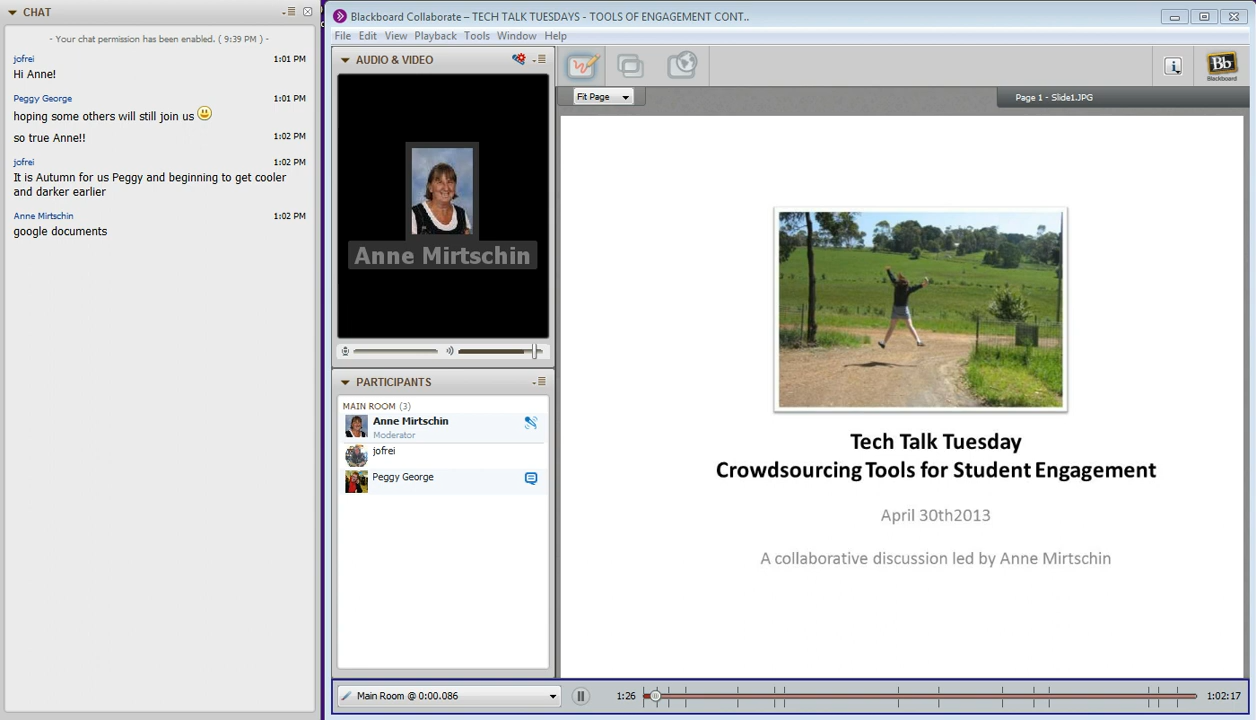 CHAT
- Your chat permission has been enabled. ( 9:39 PM ) -
jofrei 1:01 PM
Hi Anne!
Peggy George 1:01 PM
hoping some others will still join us
so true Anne!! 1:02 PM
jofrei 1:02 PM
It is Autumn for us Peggy and beginning to get cooler
and darker earlier
Anne Mirtschin 1:02 PM
google documents
Blackboard Collaborate – TECH TALK TUESDAYS - TOOLS OF ENGAGEMENT CONT..
File Edit View Playback Tools Window Help
AUDIO & VIDEO
Anne Mirtschin
PARTICIPANTS
MAIN ROOM (3)
Anne Mirtschin
Moderator
jofrei
Peggy George
Bb
Blackboard
Fit Page
Page 1 - Slide1.JPG
Tech Talk Tuesday
Crowdsourcing Tools for Student Engagement
April 30th2013
A collaborative discussion led by Anne Mirtschin
Main Room @ 0:00.086
1:26
1:02:17